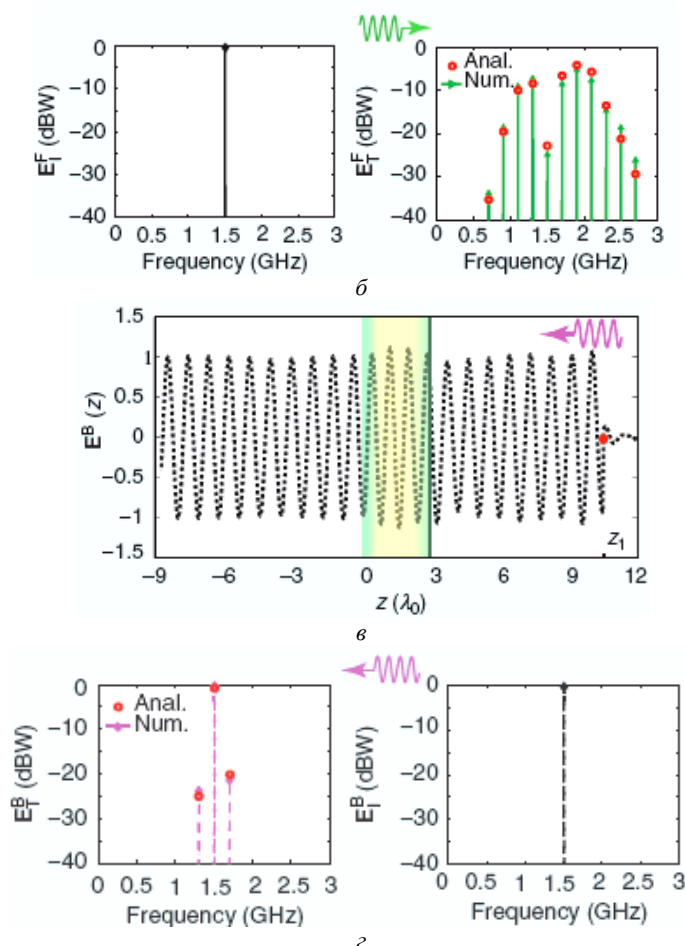 0
−10
−20
−30
−40
E_I^F (dBW)
0 0.5 1 1.5 2 2.5 3
Frequency (GHz)
0
−10
−20
−30
−40
E_T^F (dBW)
Anal.
Num.
0 0.5 1 1.5 2 2.5 3
Frequency (GHz)
б
1.5
1
0.5
0
−0.5
−1
−1.5
E^B (z)
z_1
−9 −6 −3 0 3 6 9 12
z (λ_0)
в
0
−10
−20
−30
−40
E_T^B (dBW)
Anal.
Num.
0 0.5 1 1.5 2 2.5 3
Frequency (GHz)
0
−10
−20
−30
−40
E_I^B (dBW)
0 0.5 1 1.5 2 2.5 3
Frequency (GHz)
г